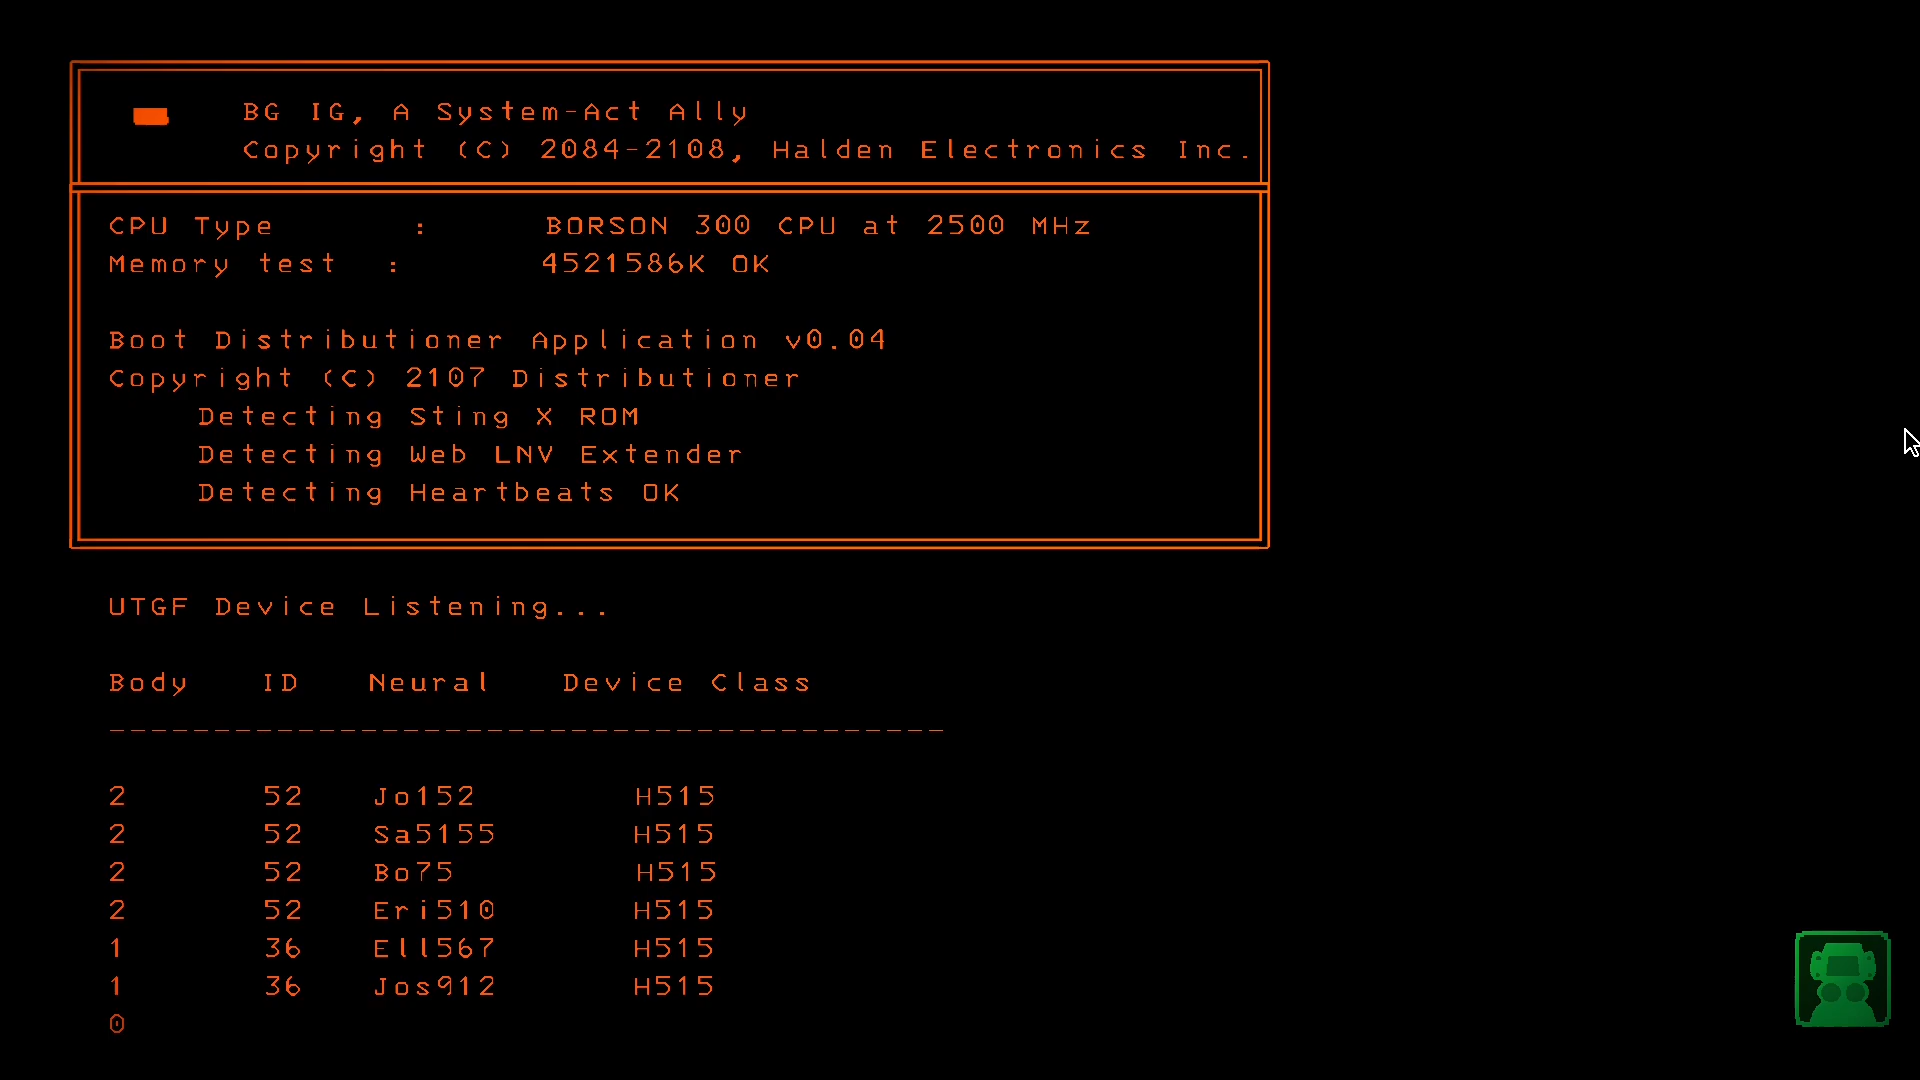 BG IG, A System-Act Ally
Copyright (C) 2084-2108, Halden Electronics Inc.
CPU Type : BORSON 300 CPU at 2500 MHz
Memory test : 4521586K OK
Boot Distributioner Application v0.04
Copyright (C) 2107 Distributioner
Detecting Sting X ROM
Detecting Web LNV Extender
Detecting Heartbeats OK
UTGF Device Listening...
Body ID Neural Device Class
----------------------------------------
2 52 Jo152 H515
2 52 Sa5155 H515
2 52 Bo75 H515
2 52 Eri510 H515
1 36 Ell567 H515
1 36 Jos912 H515
0